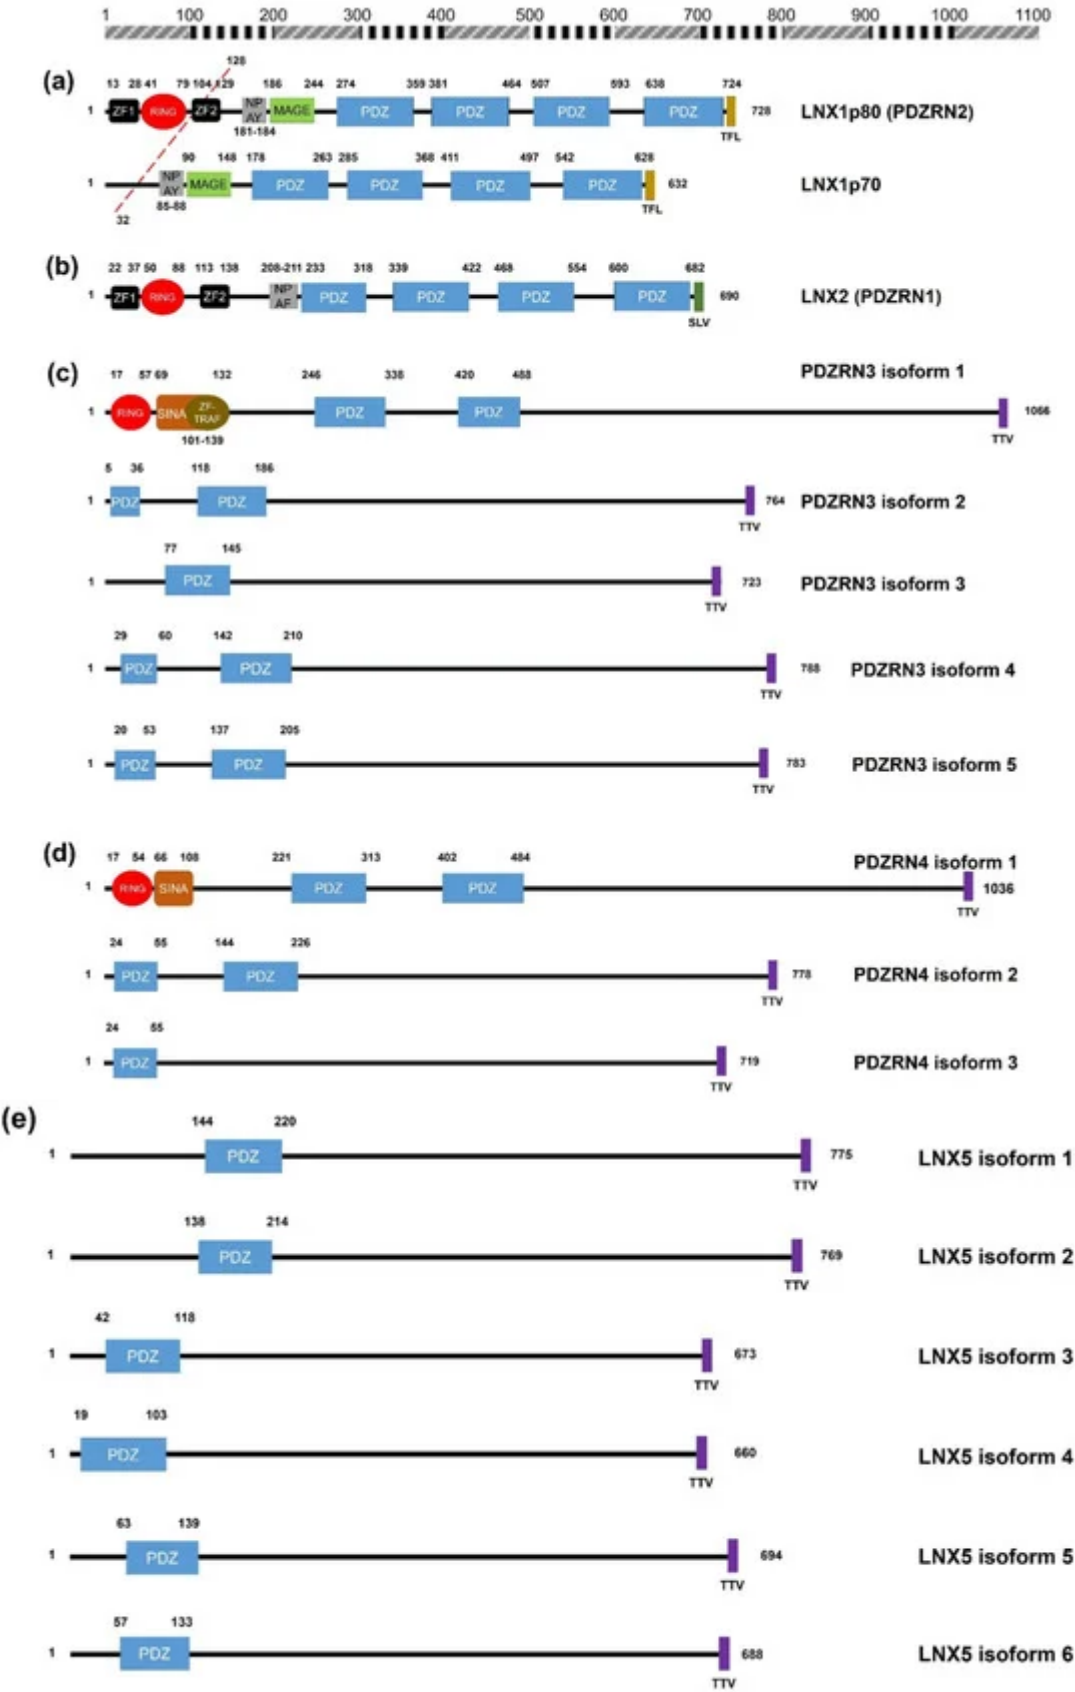 1 100 200 300 400 500 600 700 800 900 1000 1100
128
(a)
13 28 41 79 104 129 186 244 274 359 381 464 507 593 638 724
1 ZF1 RING ZF2 NP AY MAGE PDZ PDZ PDZ PDZ 728 LNX1p80 (PDZRN2)
181-184 TFL
90 148 178 263 285 368 411 497 542 628
1 NP AY MAGE PDZ PDZ PDZ PDZ 632 LNX1p70
85-88 TFL
32
(b)
22 37 50 88 113 138 208-211 233 318 339 422 468 554 600 682
1 ZF1 RING ZF2 NP AF PDZ PDZ PDZ PDZ 690 LNX2 (PDZRN1)
SLV
(c) PDZRN3 isoform 1
17 57 69 132 246 338 420 488
1 RING SINA ZF-TRAF PDZ PDZ 1066
101-139 TTV
5 36 118 186
1 PDZ PDZ 764 PDZRN3 isoform 2
TTV
77 145
1 PDZ 723 PDZRN3 isoform 3
TTV
29 60 142 210
1 PDZ PDZ 788 PDZRN3 isoform 4
TTV
20 53 137 205
1 PDZ PDZ 783 PDZRN3 isoform 5
TTV
(d) PDZRN4 isoform 1
17 54 66 108 221 313 402 484
1 RING SINA PDZ PDZ 1036
TTV
24 55 144 226
1 PDZ PDZ 778 PDZRN4 isoform 2
TTV
24 55
1 PDZ 719 PDZRN4 isoform 3
TTV
(e)
144 220
1 PDZ 775 LNX5 isoform 1
TTV
138 214
1 PDZ 769 LNX5 isoform 2
TTV
42 118
1 PDZ 673 LNX5 isoform 3
TTV
19 103
1 PDZ 660 LNX5 isoform 4
TTV
63 139
1 PDZ 694 LNX5 isoform 5
TTV
57 133
1 PDZ 688 LNX5 isoform 6
TTV